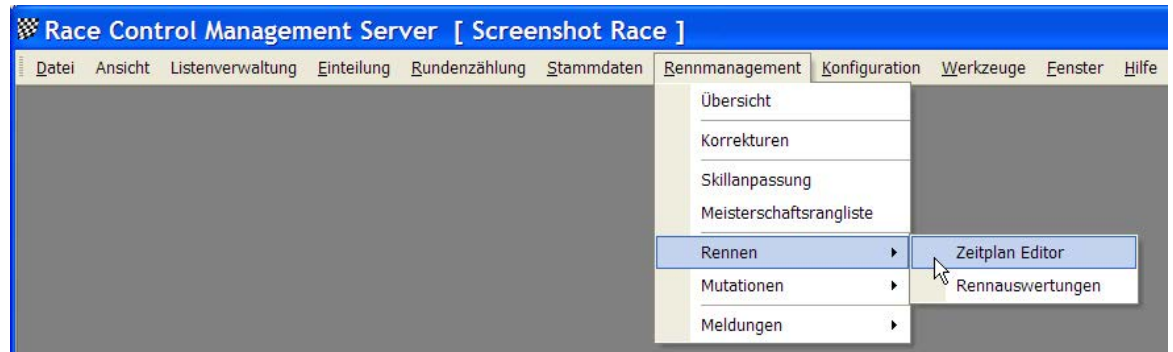 Race Control Management Server [ Screenshot Race ]
Datei Ansicht Listenverwaltung Einteilung Rundenzählung Stammdaten Rennmanagement Konfiguration Werkzeuge Fenster Hilfe
Übersicht
Korrekturen
Skillanpassung
Meisterschaftsrangliste
Rennen Zeitplan Editor
Mutationen Rennauswertungen
Meldungen